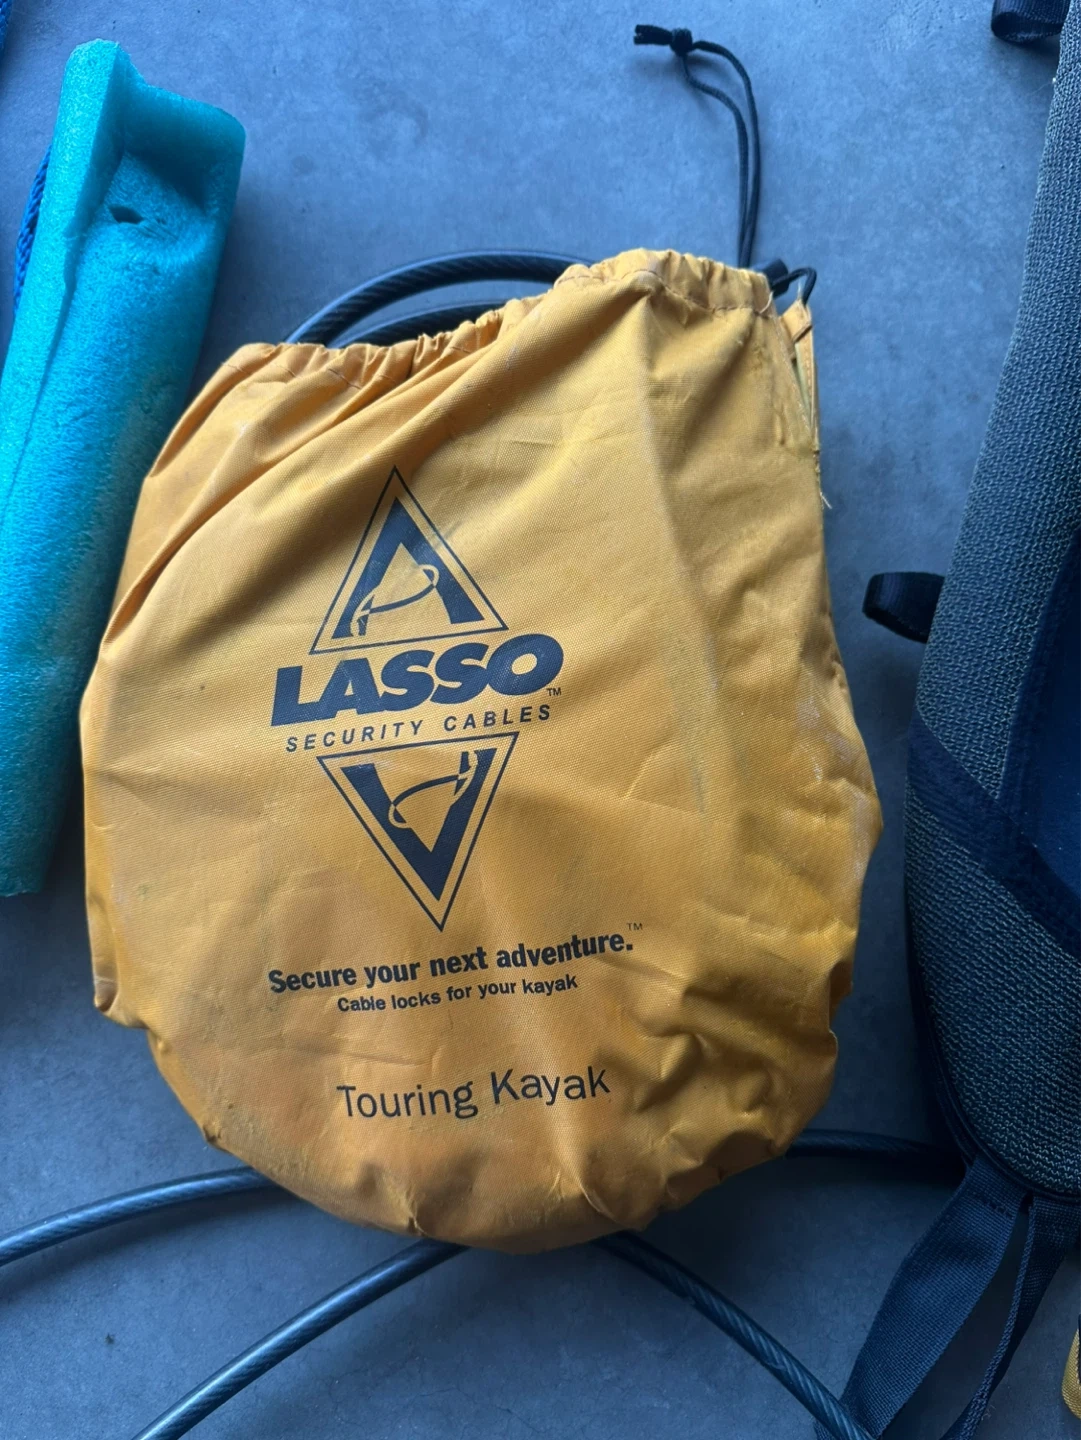 LASSO™
SECURITY CABLES
Secure your next adventure.™
Cable locks for your kayak
Touring Kayak